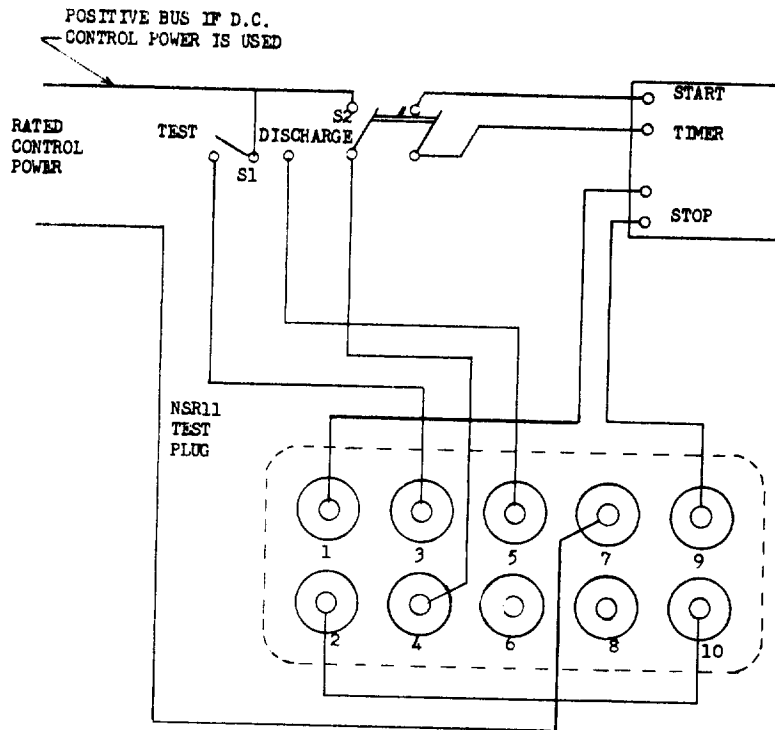 POSITIVE BUS IF D.C.
CONTROL POWER IS USED
RATED
CONTROL
POWER
TEST
S1
DISCHARGE
S2
START
TIMER
STOP
NSR11
TEST
PLUG
1
3
5
7
9
2
4
6
8
10